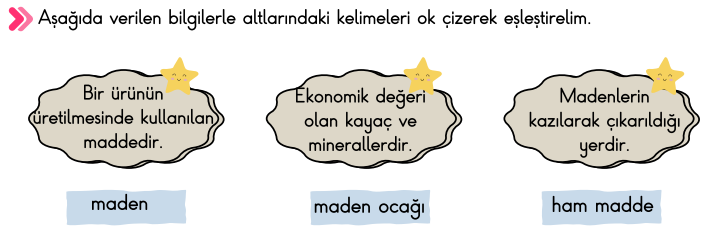 Aşağıda verilen bilgilerle altlarındaki kelimeleri ok çizerek eşleştirelim.
Bir ürünün
üretilmesinde kullanılan
maddedir.
Ekonomik değeri
olan kayaç ve
minerallerdir.
Madenlerin
kazılarak çıkarıldığı
yerdir.
maden
maden ocağı
ham madde